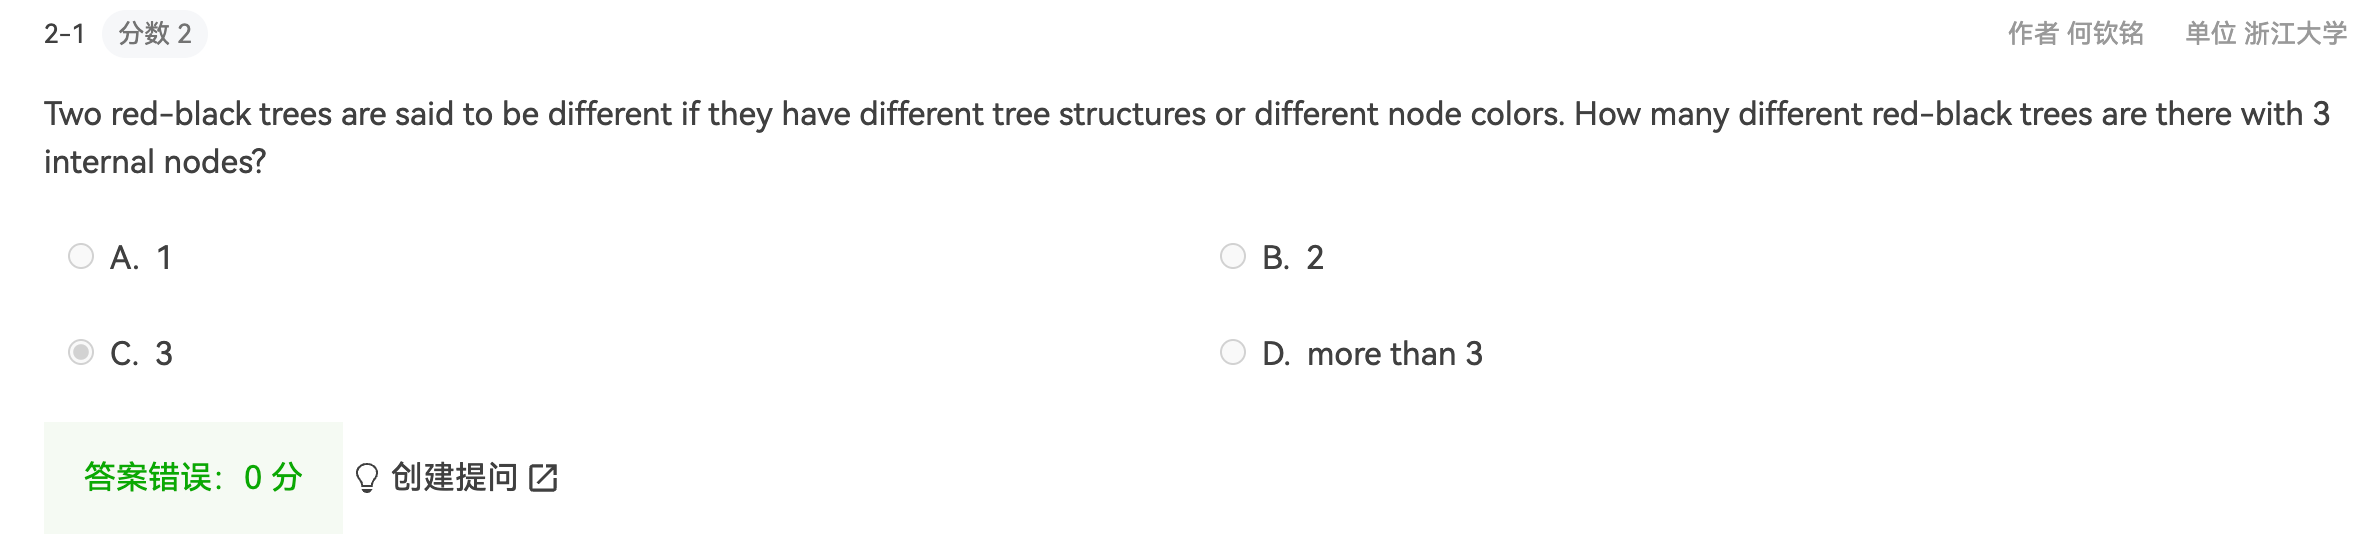 2-1 分数 2 作者 何钦铭 单位 浙江大学
Two red-black trees are said to be different if they have different tree structures or different node colors. How many different red-black trees are there with 3
internal nodes?
A. 1 B. 2
C. 3 D. more than 3
答案错误：0 分 创建提问